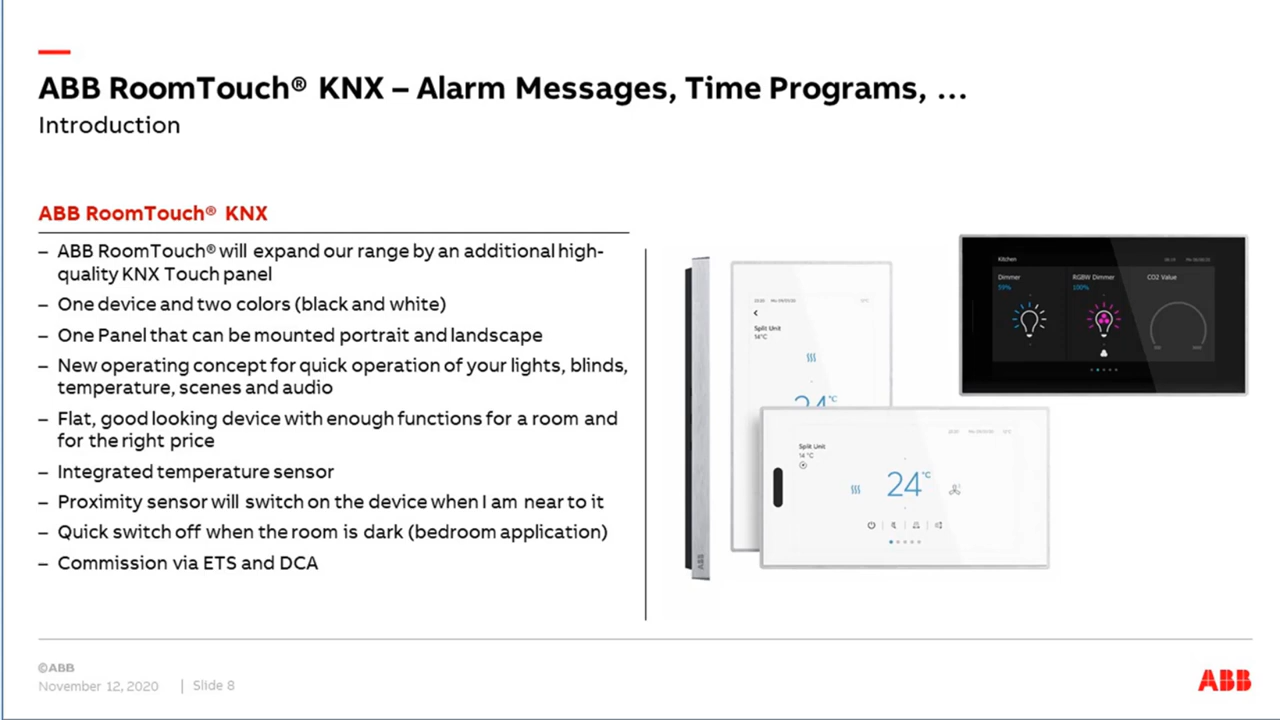 ABB RoomTouch® KNX – Alarm Messages, Time Programs, ...
Introduction
ABB RoomTouch® KNX
– ABB RoomTouch® will expand our range by an additional high-
quality KNX Touch panel
– One device and two colors (black and white)
– One Panel that can be mounted portrait and landscape
– New operating concept for quick operation of your lights, blinds,
temperature, scenes and audio
– Flat, good looking device with enough functions for a room and
for the right price
– Integrated temperature sensor
– Proximity sensor will switch on the device when I am near to it
– Quick switch off when the room is dark (bedroom application)
– Commission via ETS and DCA
Kitchen
Dimmer RGBW Dimmer CO2 Value
59% 100%
Split Unit
14°C
24°C
Split Unit
14 °C
24°C
ABB
©ABB
November 12, 2020 | Slide 8
ABB